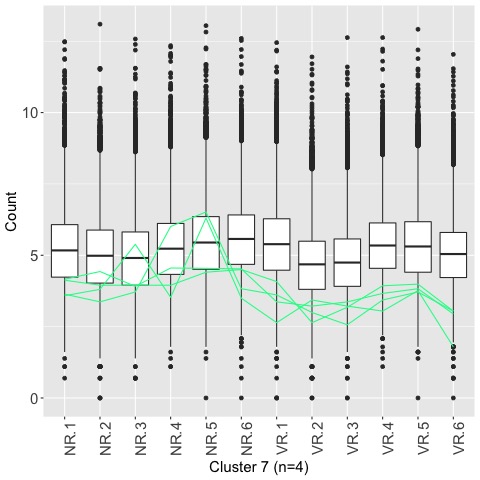 Count
10
5
0
NR.1
NR.2
NR.3
NR.4
NR.5
NR.6
VR.1
VR.2
VR.3
VR.4
VR.5
VR.6
Cluster 7 (n=4)